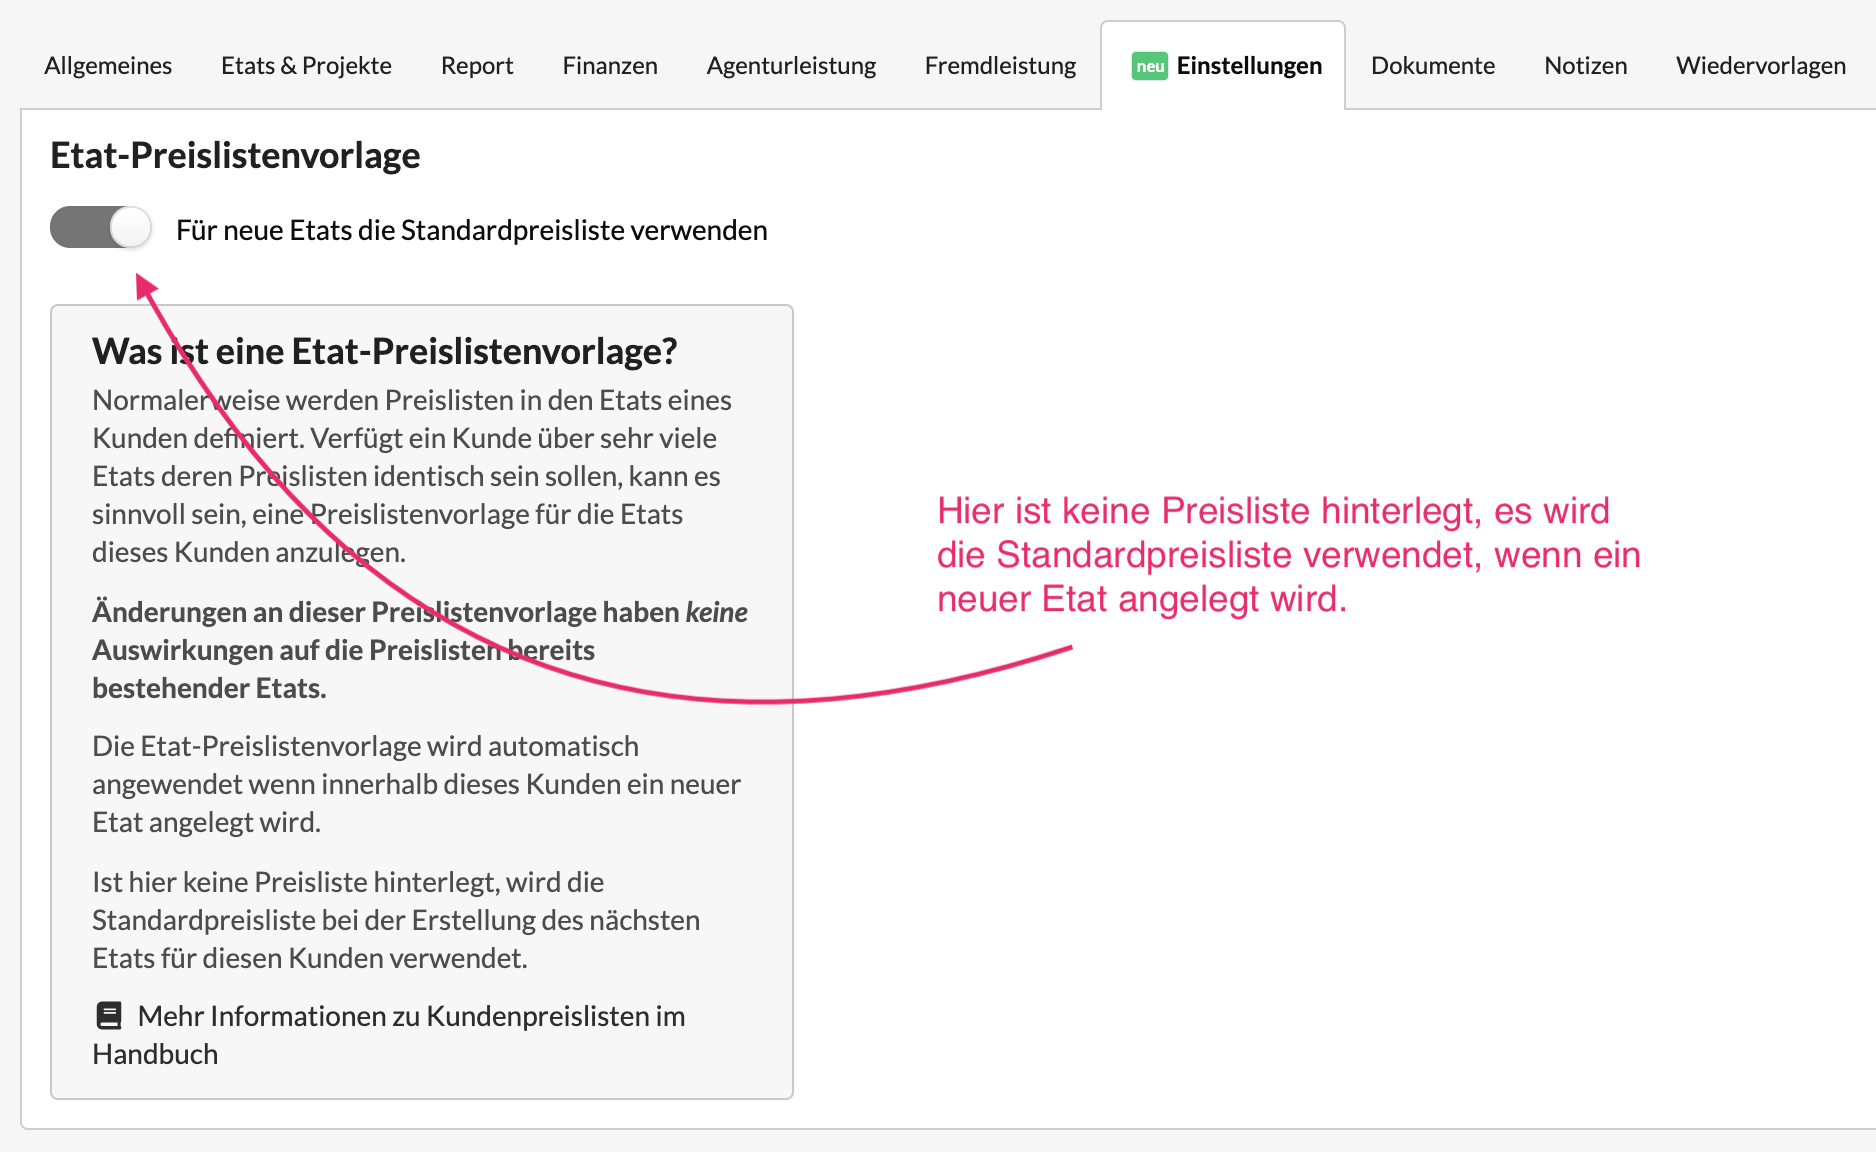 Allgemeines Etats & Projekte Report Finanzen Agenturleistung Fremdleistung neu Einstellungen Dokumente Notizen Wiedervorlagen
Etat-Preislistenvorlage
Für neue Etats die Standardpreisliste verwenden
Was ist eine Etat-Preislistenvorlage?
Normalerweise werden Preislisten in den Etats eines
Kunden definiert. Verfügt ein Kunde über sehr viele
Etats deren Preislisten identisch sein sollen, kann es
sinnvoll sein, eine Preislistenvorlage für die Etats
dieses Kunden anzulegen.
Änderungen an dieser Preislistenvorlage haben keine
Auswirkungen auf die Preislisten bereits
bestehender Etats.
Die Etat-Preislistenvorlage wird automatisch
angewendet wenn innerhalb dieses Kunden ein neuer
Etat angelegt wird.
Ist hier keine Preisliste hinterlegt, wird die
Standardpreisliste bei der Erstellung des nächsten
Etats für diesen Kunden verwendet.
Mehr Informationen zu Kundenpreislisten im
Handbuch
Hier ist keine Preisliste hinterlegt, es wird
die Standardpreisliste verwendet, wenn ein
neuer Etat angelegt wird.